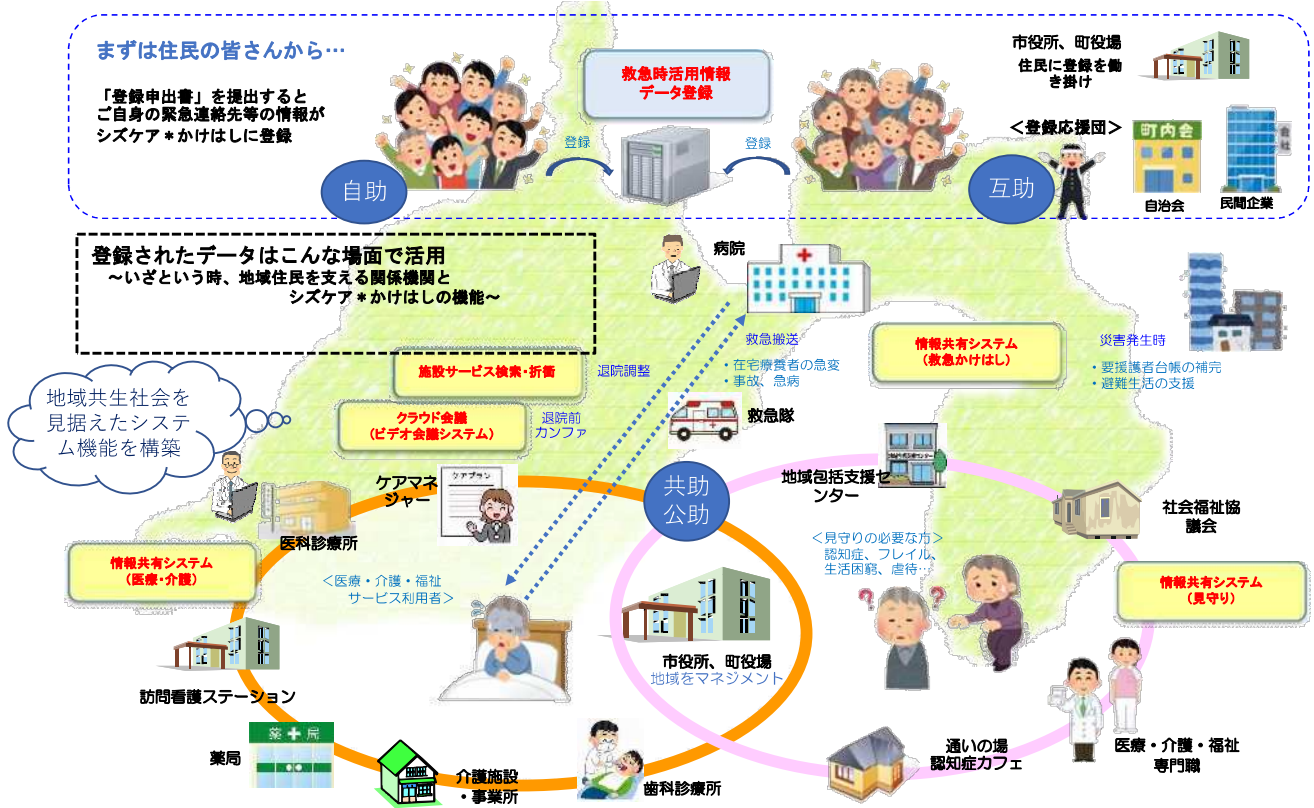 まずは住民の皆さんから…
「登録申出書」を提出すると
ご自身の緊急連絡先等の情報が
シズケア＊かけはしに登録
救急時活用情報
データ登録
登録
登録
自助
互助
市役所、町役場
住民に登録を働
き掛け
＜登録応援団＞
町内会
自治会
会社
民間企業
登録されたデータはこんな場面で活用
～いざという時、地域住民を支える関係機関と
シズケア＊かけはしの機能～
病院
救急搬送
・在宅療養者の急変
・事故、急病
救急隊
情報共有システム
（救急かけはし）
災害発生時
・要援護者台帳の補完
・避難生活の支援
施設サービス検索・折衝
退院調整
クラウド会議
（ビデオ会議システム）
退院前
カンファ
地域共生社会を
見据えたシステ
ム機能を構築
ケアマネ
ジャー
ケアプラン
共助
公助
地域包括支援セ
ンター
社会福祉協
議会
医科診療所
情報共有システム
（医療・介護）
＜医療・介護・福祉
サービス利用者＞
＜見守りの必要な方＞
認知症、フレイル、
生活困窮、虐待…
情報共有システム
（見守り）
市役所、町役場
地域をマネジメント
訪問看護ステーション
薬局
薬局
介護施設
・事業所
歯科診療所
通いの場
認知症カフェ
医療・介護・福祉
専門職